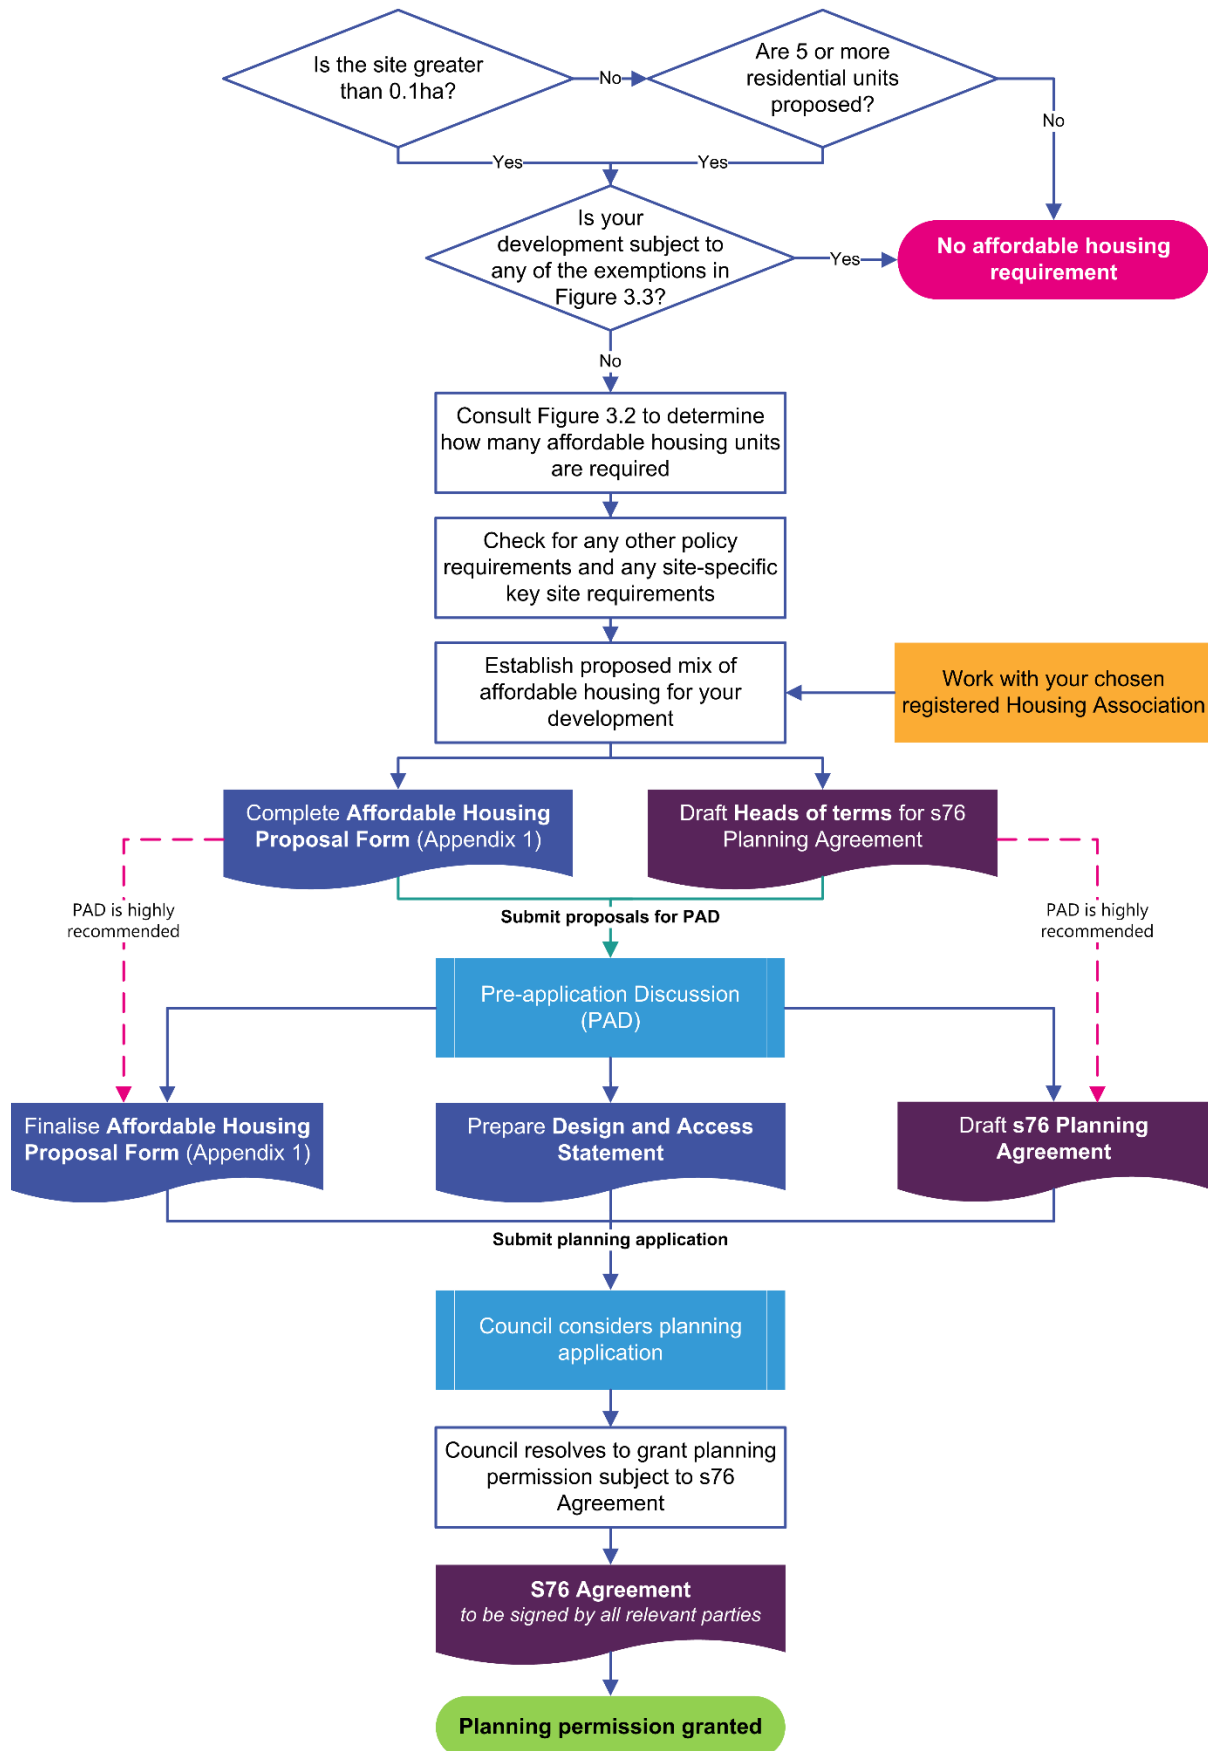 Is the site greater
than 0.1ha?
No
Are 5 or more
residential units
proposed?
No
Yes
Yes
Is your
development subject to
any of the exemptions in
Figure 3.3?
Yes
No affordable housing
requirement
No
Consult Figure 3.2 to determine
how many affordable housing units
are required
Check for any other policy
requirements and any site-specific
key site requirements
Establish proposed mix of
affordable housing for your
development
Work with your chosen
registered Housing Association
Complete Affordable Housing
Proposal Form (Appendix 1)
Draft Heads of terms for s76
Planning Agreement
PAD is highly
recommended
Submit proposals for PAD
PAD is highly
recommended
Pre-application Discussion
(PAD)
Finalise Affordable Housing
Proposal Form (Appendix 1)
Prepare Design and Access
Statement
Draft s76 Planning
Agreement
Submit planning application
Council considers planning
application
Council resolves to grant planning
permission subject to s76
Agreement
S76 Agreement
to be signed by all relevant parties
Planning permission granted